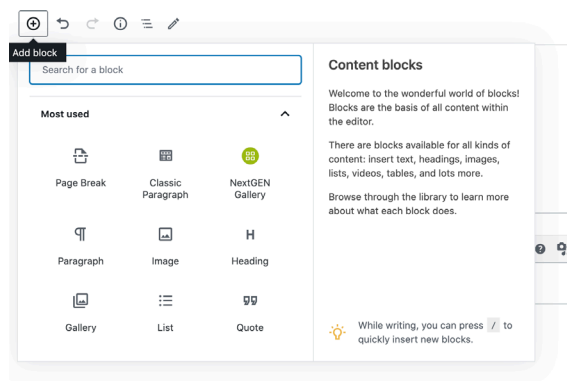 Add block
Search for a block
Most used
Page Break
Classic
Paragraph
NextGEN
Gallery
Paragraph
Image
Heading
Gallery
List
Quote
Content blocks
Welcome to the wonderful world of blocks!
Blocks are the basis of all content within
the editor.
There are blocks available for all kinds of
content: insert text, headings, images,
lists, videos, tables, and lots more.
Browse through the library to learn more
about what each block does.
While writing, you can press / to
quickly insert new blocks.